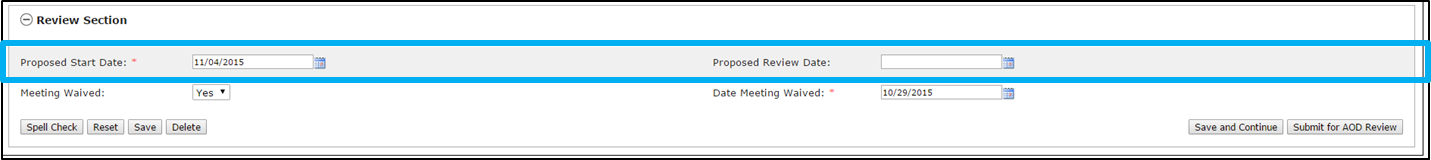 Review Section
Proposed Start Date: * 11/04/2015 Proposed Review Date:
Meeting Waived: Yes Date Meeting Waived: * 10/29/2015
Spell Check Reset Save Delete Save and Continue Submit for AOD Review